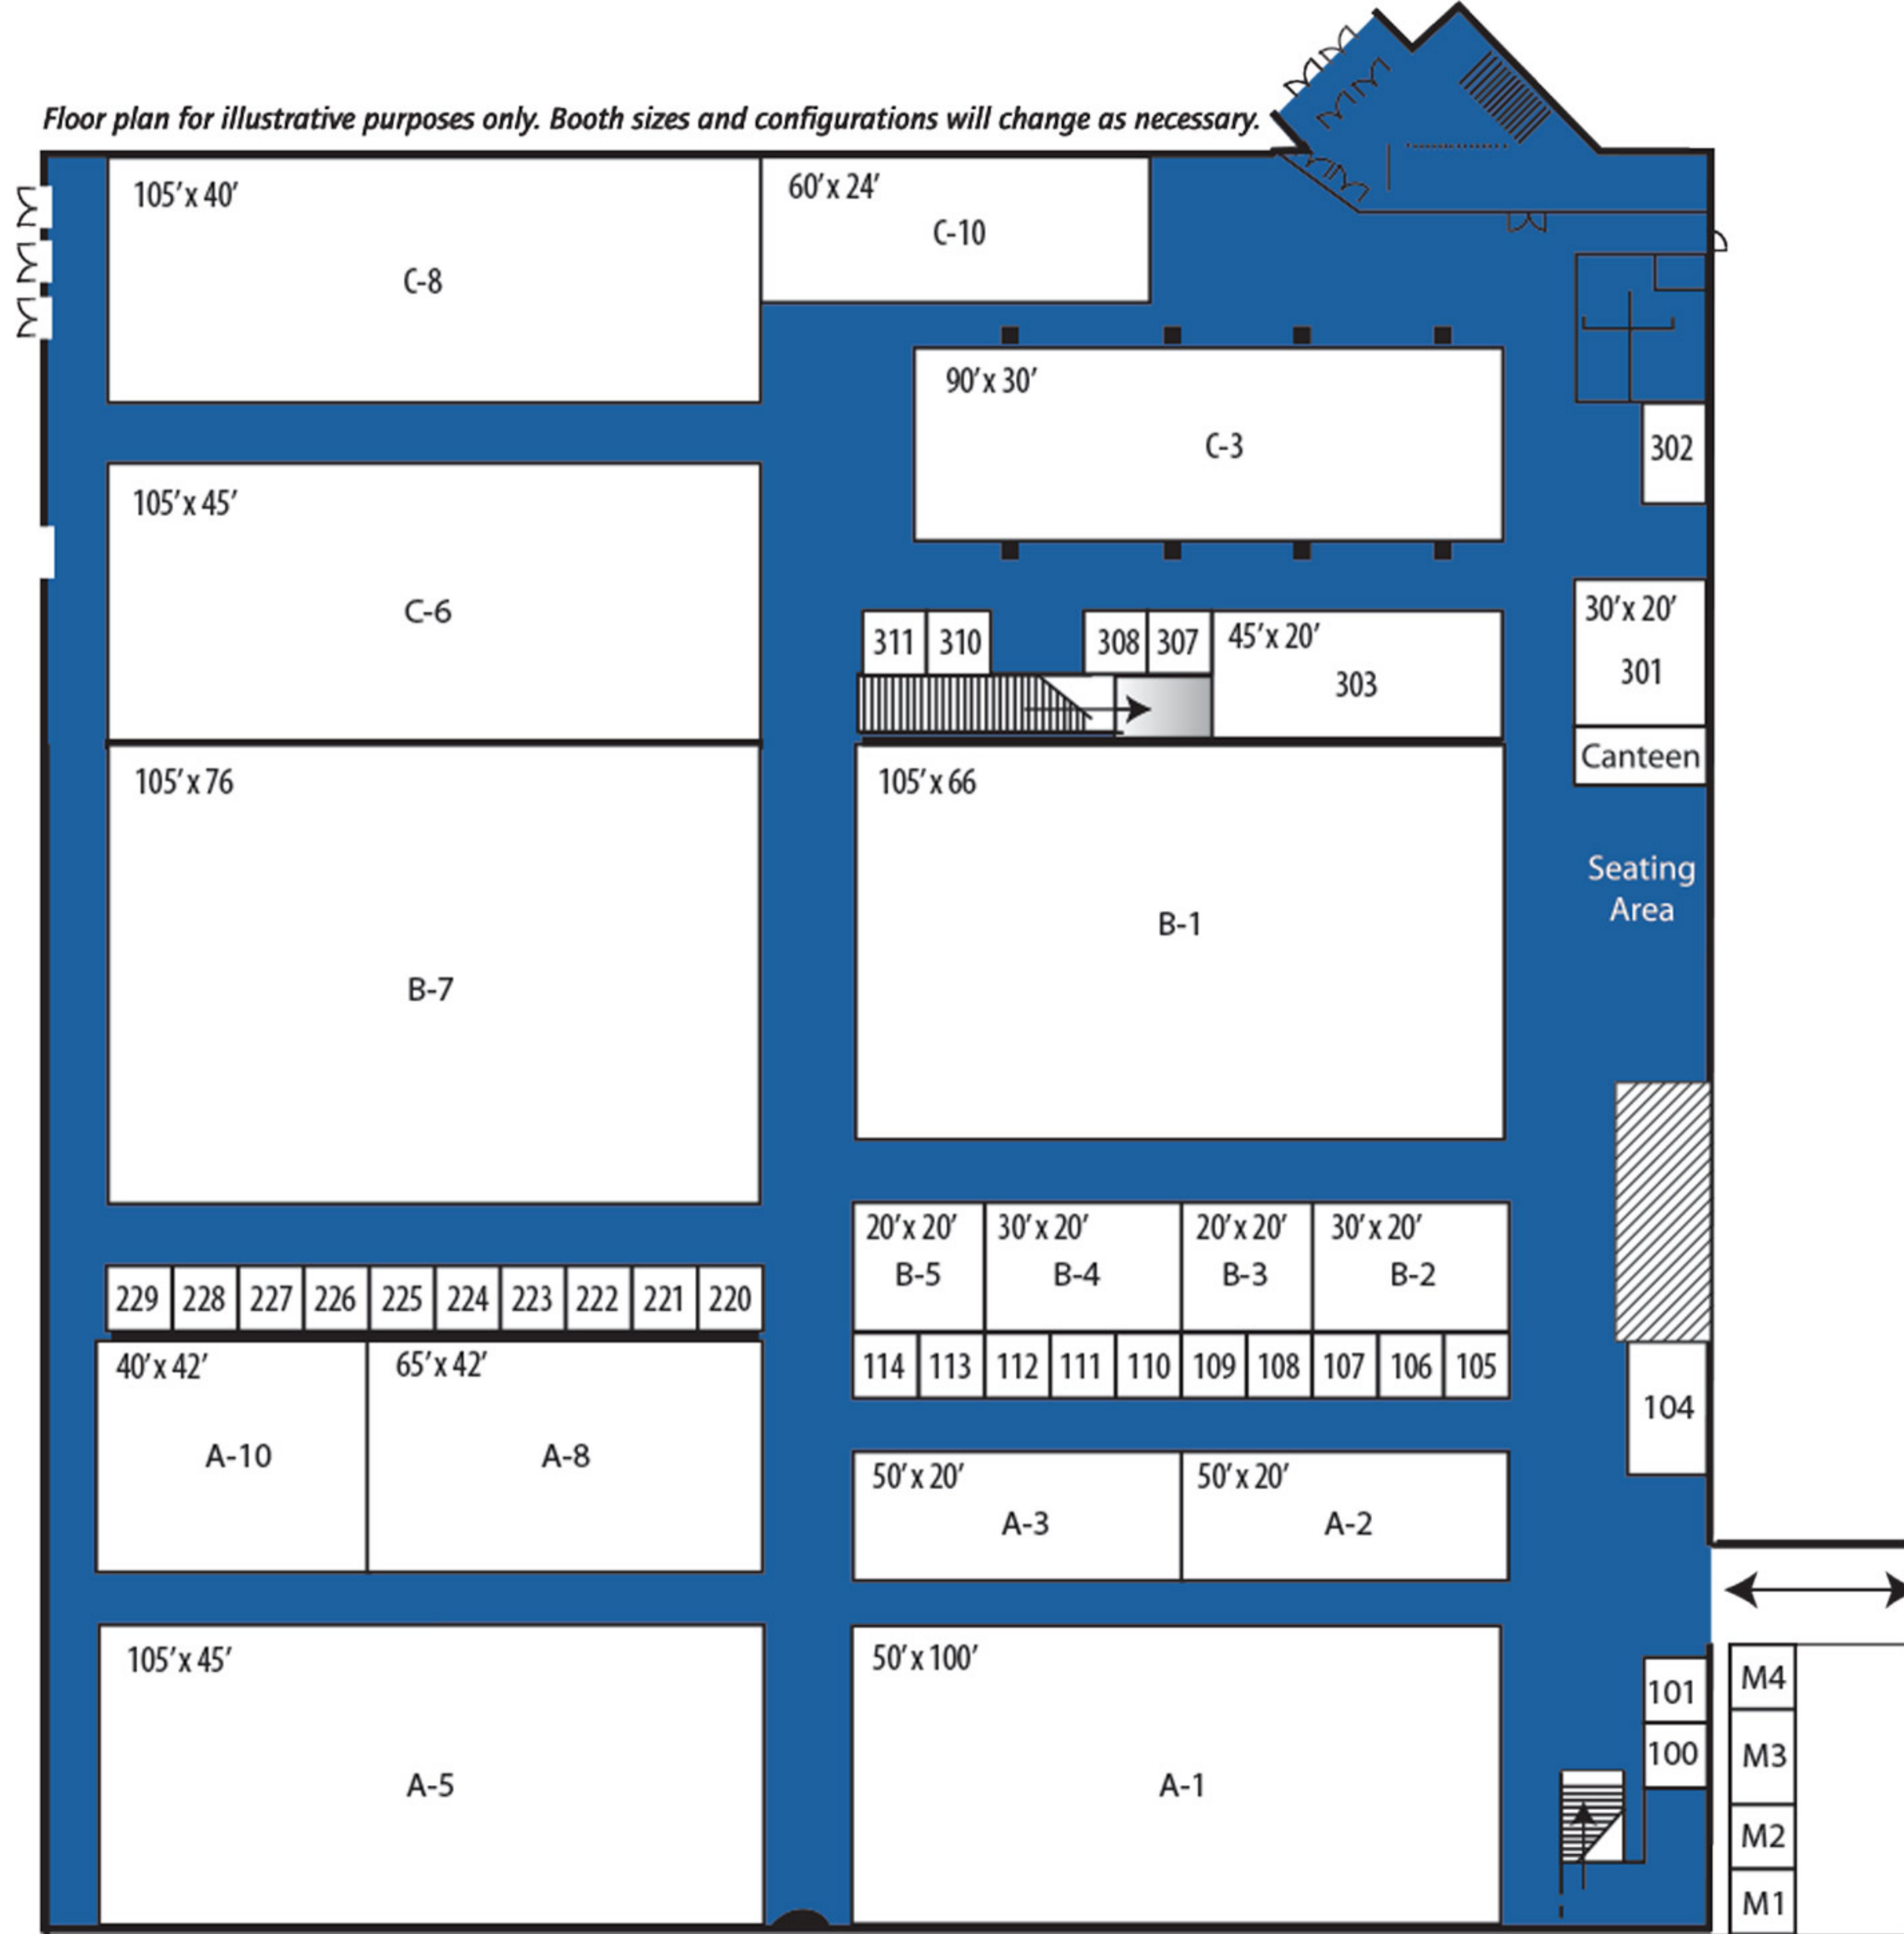 Floor plan for illustrative purposes only. Booth sizes and configurations will change as necessary.
105' x 40'
C-8
60' x 24'
C-10
90' x 30'
C-3
302
105' x 45'
C-6
311
310
308
307
45' x 20'
303
30' x 20'
301
Canteen
105' x 76
B-7
105' x 66
B-1
Seating
Area
20' x 20'
B-5
30' x 20'
B-4
20' x 20'
B-3
30' x 20'
B-2
229
228
227
226
225
224
223
222
221
220
114
113
112
111
110
109
108
107
106
105
104
40' x 42'
A-10
65' x 42'
A-8
50' x 20'
A-3
50' x 20'
A-2
105' x 45'
A-5
50' x 100'
A-1
101
100
M4
M3
M2
M1